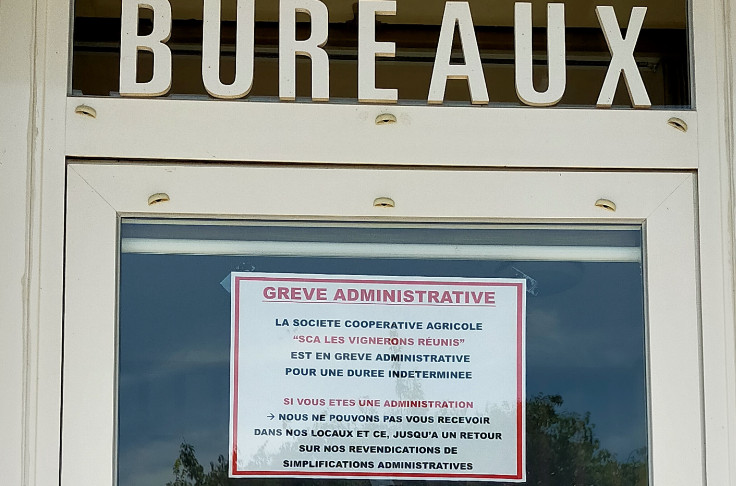 BUREAUX
GREVE ADMINISTRATIVE
LA SOCIETE COOPERATIVE AGRICOLE
“SCA LES VIGNERONS RÉUNIS”
EST EN GREVE ADMINISTRATIVE
POUR UNE DUREE INDETERMINEE
SI VOUS ETES UNE ADMINISTRATION
→ NOUS NE POUVONS PAS VOUS RECEVOIR
DANS NOS LOCAUX ET CE, JUSQU'A UN RETOUR
SUR NOS REVENDICATIONS DE
SIMPLIFICATIONS ADMINISTRATIVES